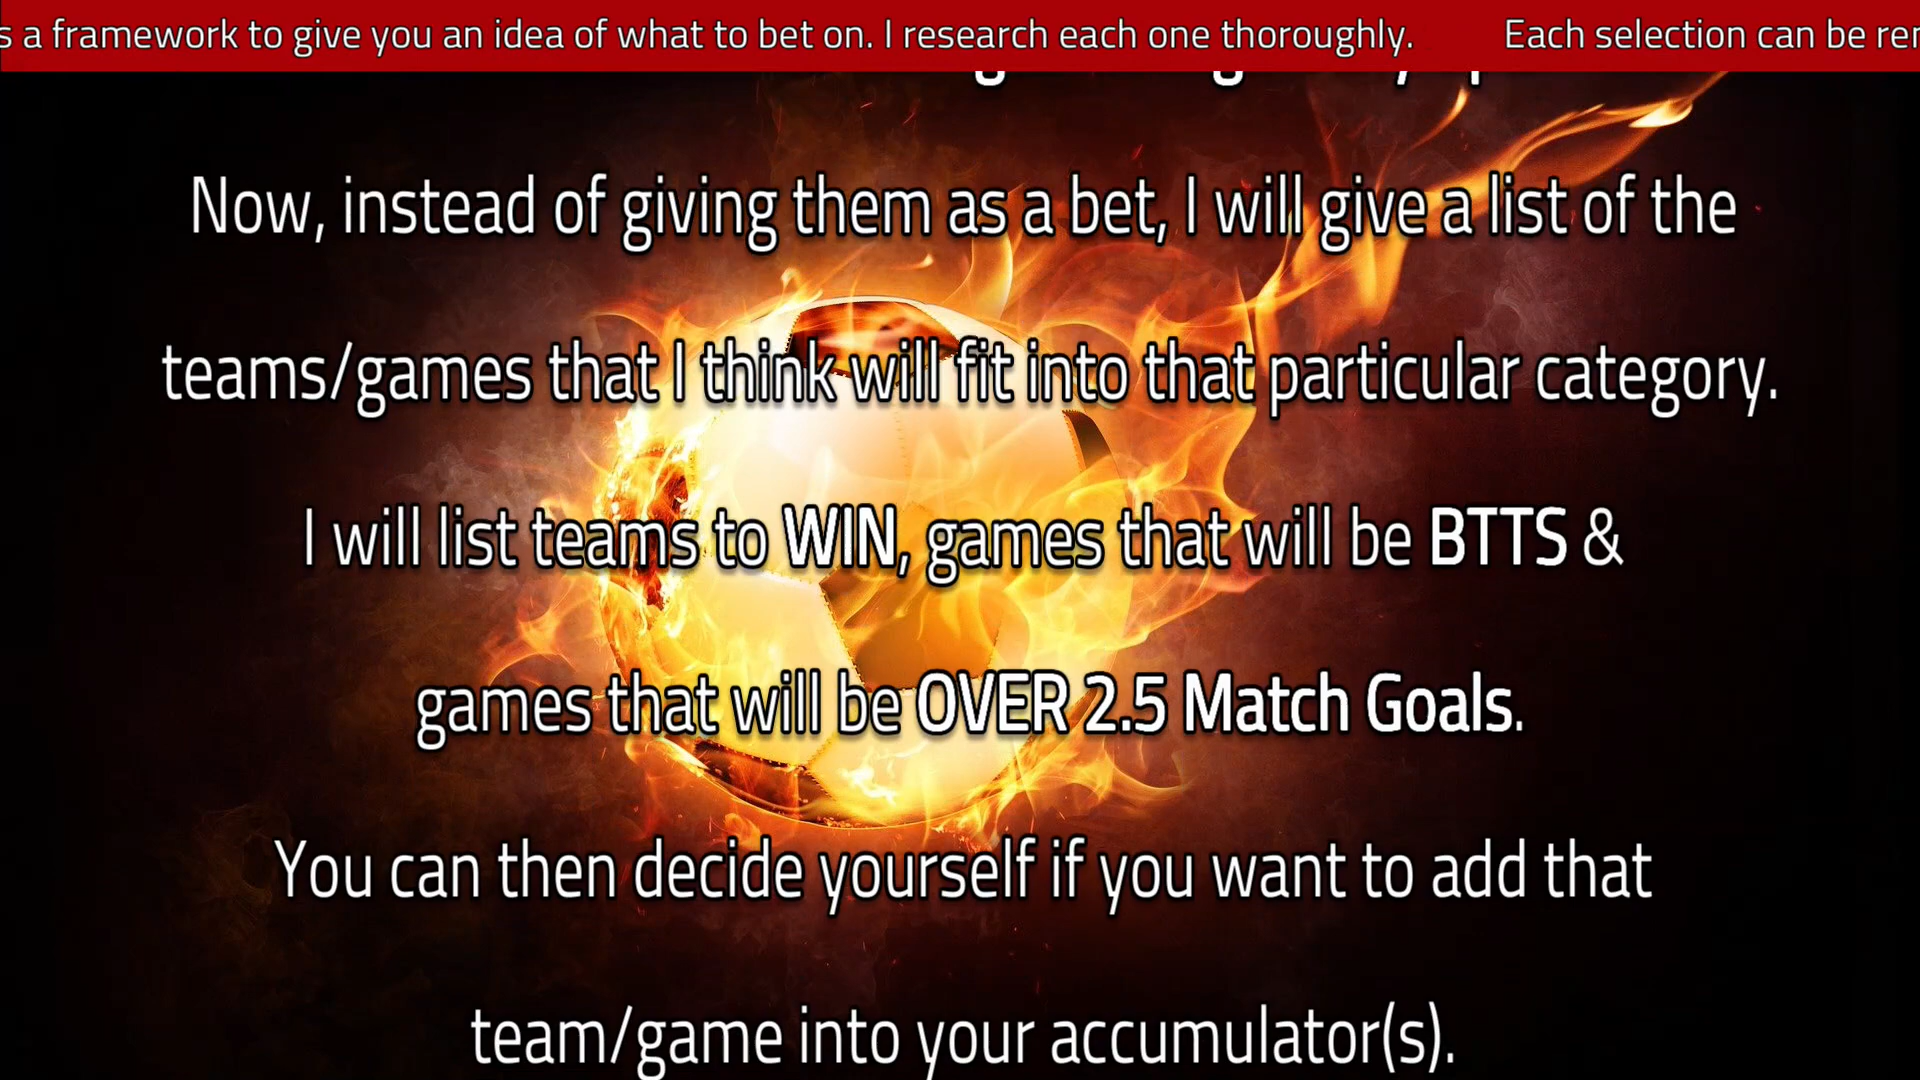 a framework to give you an idea of what to bet on. I research each one thoroughly. Each selection can be
Now, instead of giving them as a bet, I will give a list of the
teams/games that I think will fit into that particular category.
I will list teams to WIN, games that will be BTTS &
games that will be OVER 2.5 Match Goals.
You can then decide yourself if you want to add that
team/game into your accumulator(s).